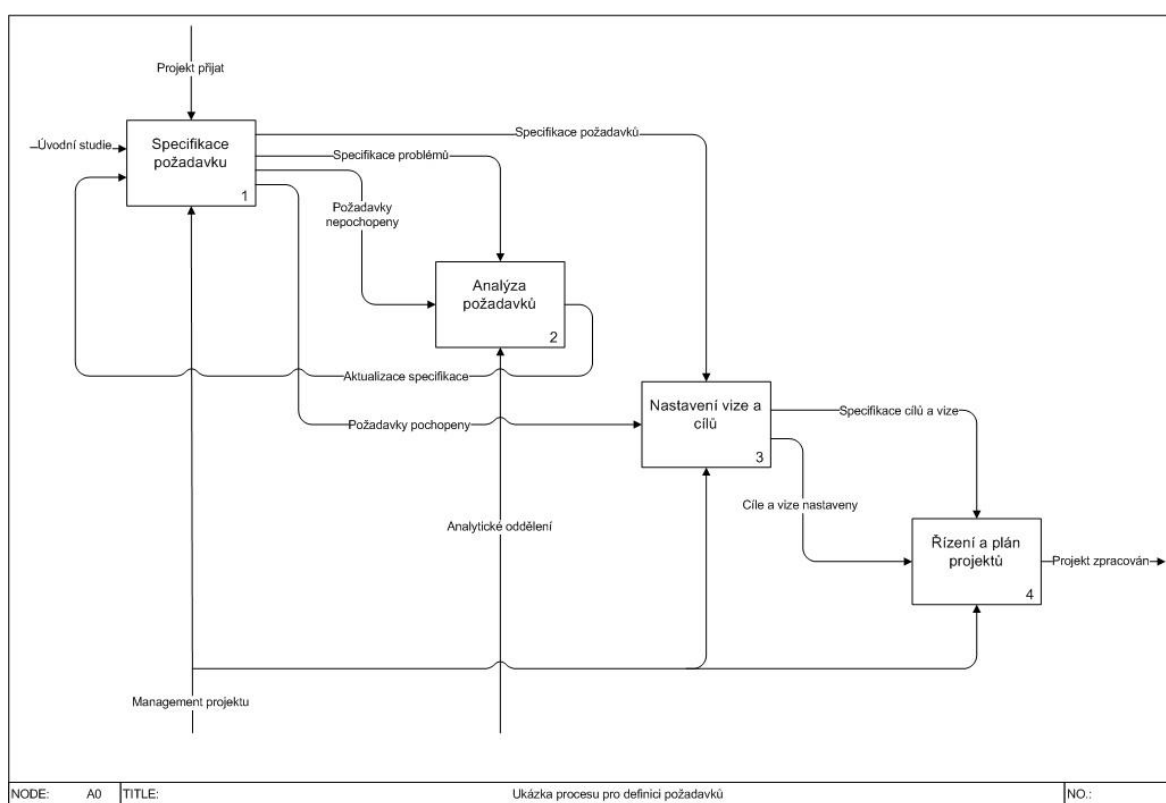 Projekt přijat
Úvodní studie
Specifikace
požadavku
1
Specifikace požadavků
Specifikace problémů
Požadavky
nepochopeny
Analýza
požadavků
2
Aktualizace specifikace
Nastavení vize a
cílů
3
Specifikace cílů a vize
Požadavky pochopeny
Cíle a vize nastaveny
Analytické oddělení
Řízení a plán
projektů
4
Projekt zpracován
Management projektu
NODE: A0 TITLE: Ukázka procesu pro definici požadavků NO.: